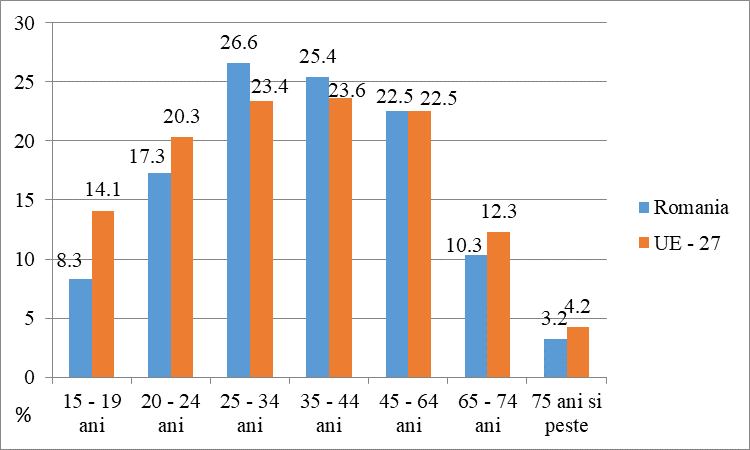 30
25
20
15
10
5
0
%
8.3
14.1
17.3
20.3
26.6
23.4
25.4
23.6
22.5
22.5
10.3
12.3
3.2
4.2
15 - 19
ani
20 - 24
ani
25 - 34
ani
35 - 44
ani
45 - 64
ani
65 - 74
ani
75 ani si
peste
Romania
UE - 27